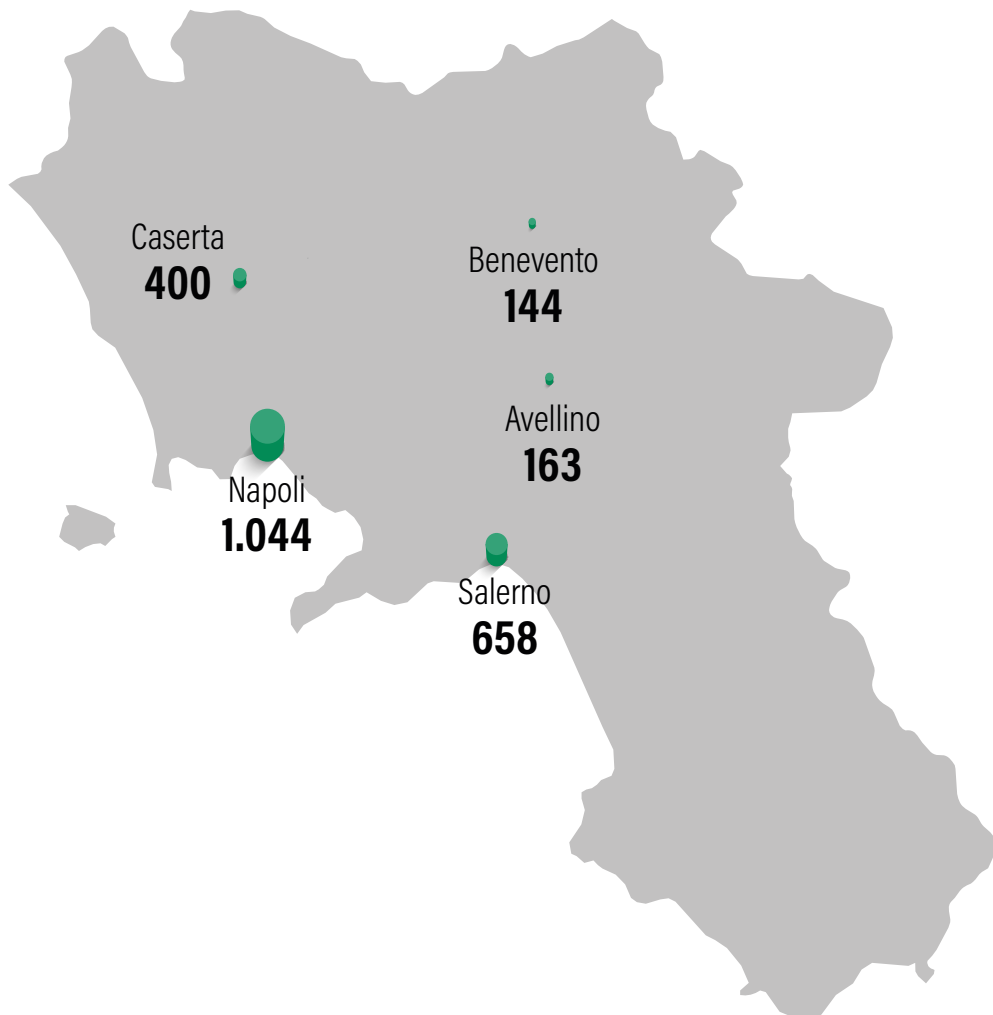 Caserta
400
Benevento
144
Avellino
163
Napoli
1.044
Salerno
658